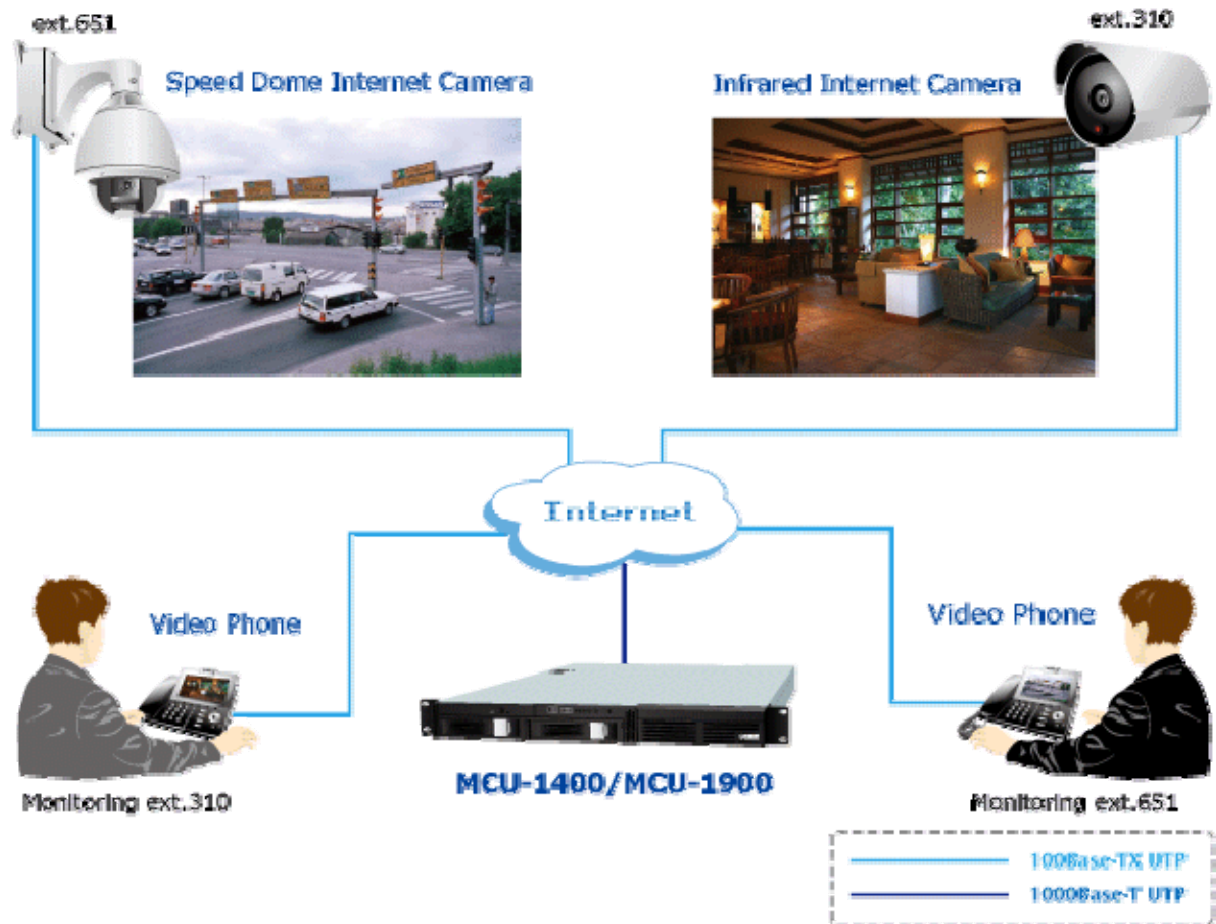 ext.651
ext.310
Speed Dome Internet Camera
Infrared Internet Camera
Internet
Video Phone
Video Phone
MCU-1400/MCU-1900
Monitoring ext.310
Monitoring ext.651
100Base-TX UTP
1000Base-T UTP